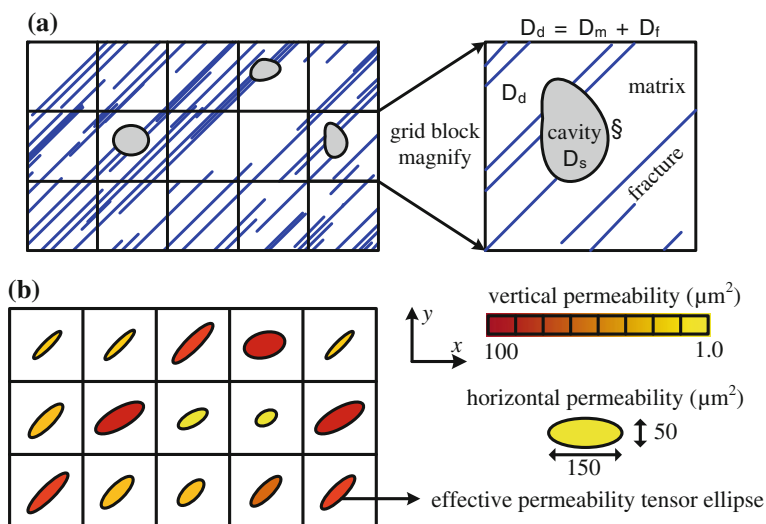 (a)
D_d = D_m + D_f
D_d
matrix
grid block
magnify
cavity §
D_s
fracture
(b)
vertical permeability (μm²)
y
x
100 1.0
horizontal permeability (μm²)
50
150
effective permeability tensor ellipse